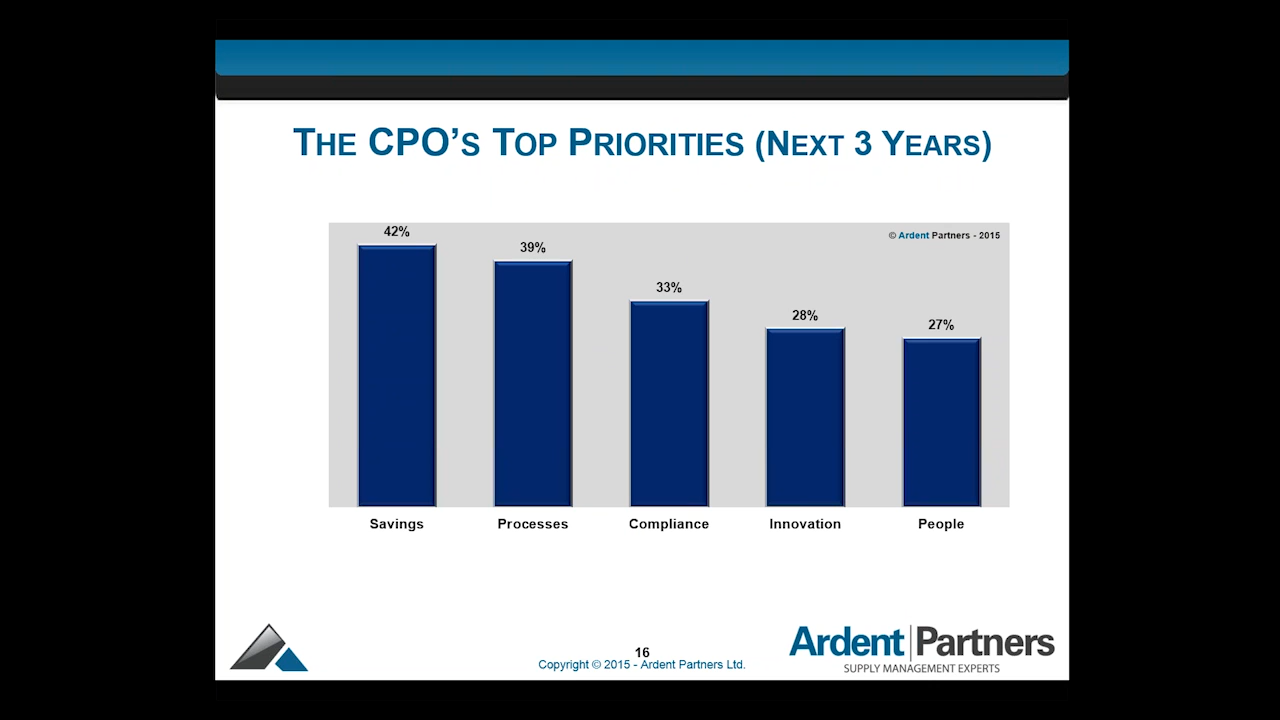 THE CPO'S TOP PRIORITIES (NEXT 3 YEARS)
© Ardent Partners - 2015
42%
39%
33%
28%
27%
Savings
Processes
Compliance
Innovation
People
16
Copyright © 2015 - Ardent Partners Ltd.
Ardent Partners
SUPPLY MANAGEMENT EXPERTS